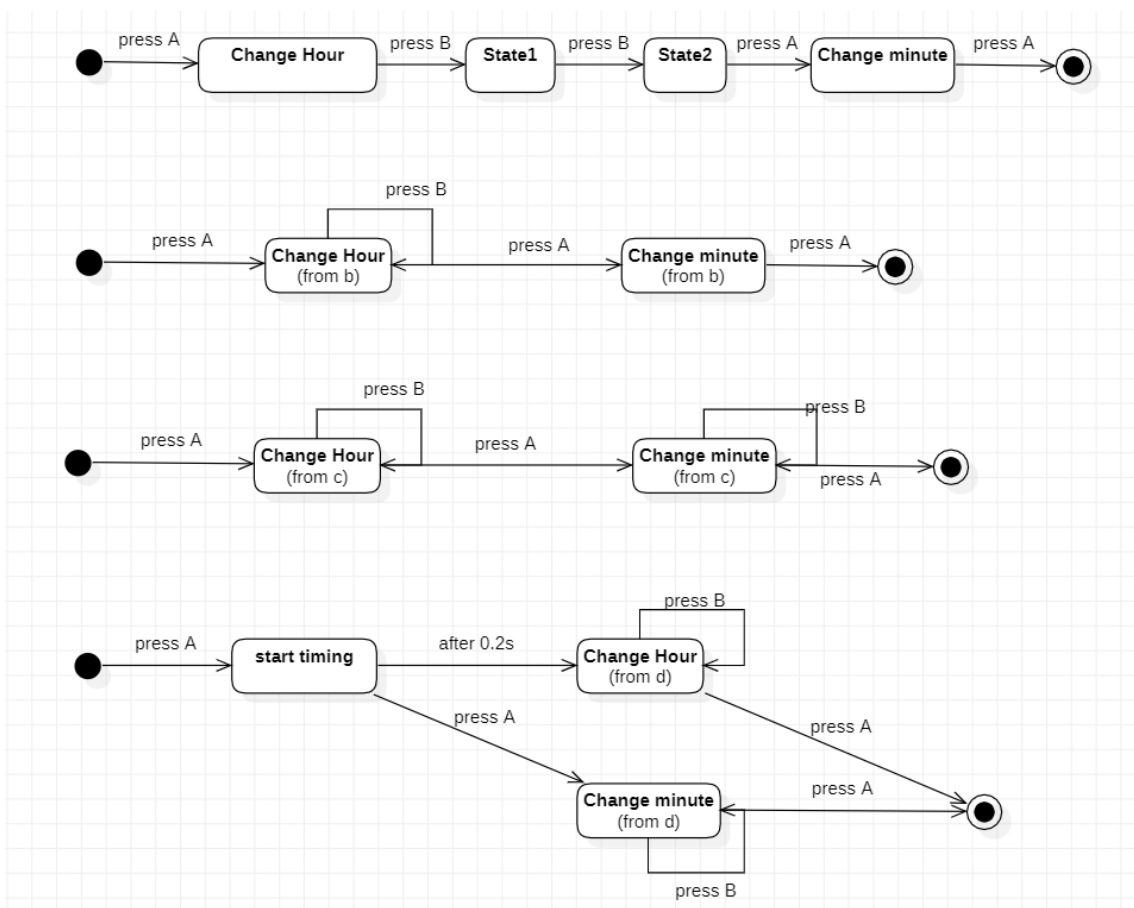 press A
Change Hour
press B
State1
press B
State2
press A
Change minute
press A
press B
press A
Change Hour
(from b)
press A
Change minute
(from b)
press A
press B
press A
Change Hour
(from c)
press A
press B
Change minute
(from c)
press A
press A
start timing
after 0.2s
press B
Change Hour
(from d)
press A
press A
Change minute
(from d)
press A
press B